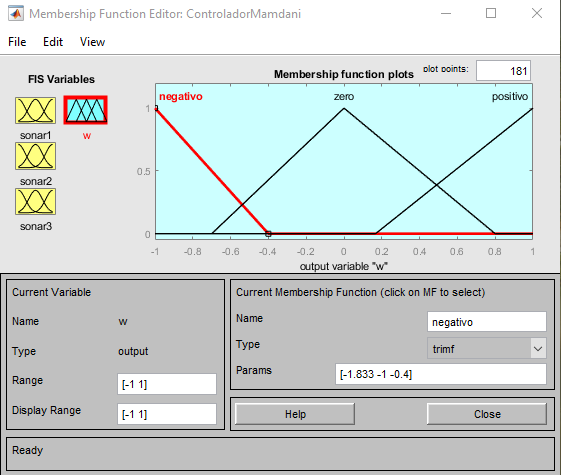 Membership Function Editor: ControladorMamdani
File Edit View
FIS Variables
Membership function plots
plot points:
181
sonar1
w
sonar2
sonar3
negativo
zero
positivo
1
0.5
0
-1 -0.8 -0.6 -0.4 -0.2 0 0.2 0.4 0.6 0.8 1
output variable "w"
Current Variable
Name
w
Type
output
Range
[-1 1]
Display Range
[-1 1]
Current Membership Function (click on MF to select)
Name
negativo
Type
trimf
Params
[-1.833 -1 -0.4]
Help
Close
Ready